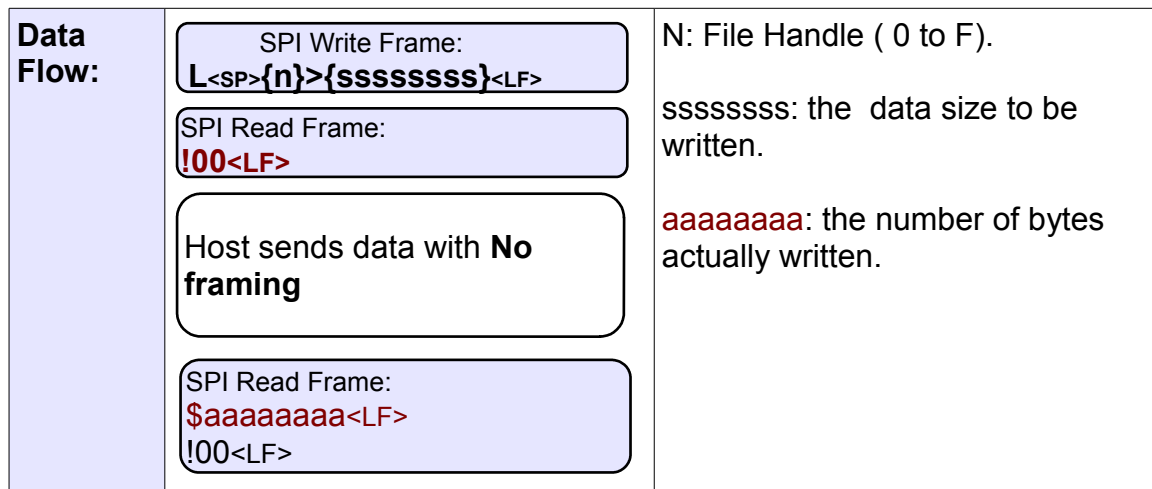 Data
Flow:
SPI Write Frame:
L<SP>{n}>{ssssssss}<LF>
SPI Read Frame:
!00<LF>
Host sends data with No
framing
SPI Read Frame:
$aaaaaaaa<LF>
!00<LF>
N: File Handle ( 0 to F).
ssssssss: the  data size to be
written.
aaaaaaaa: the number of bytes
actually written.